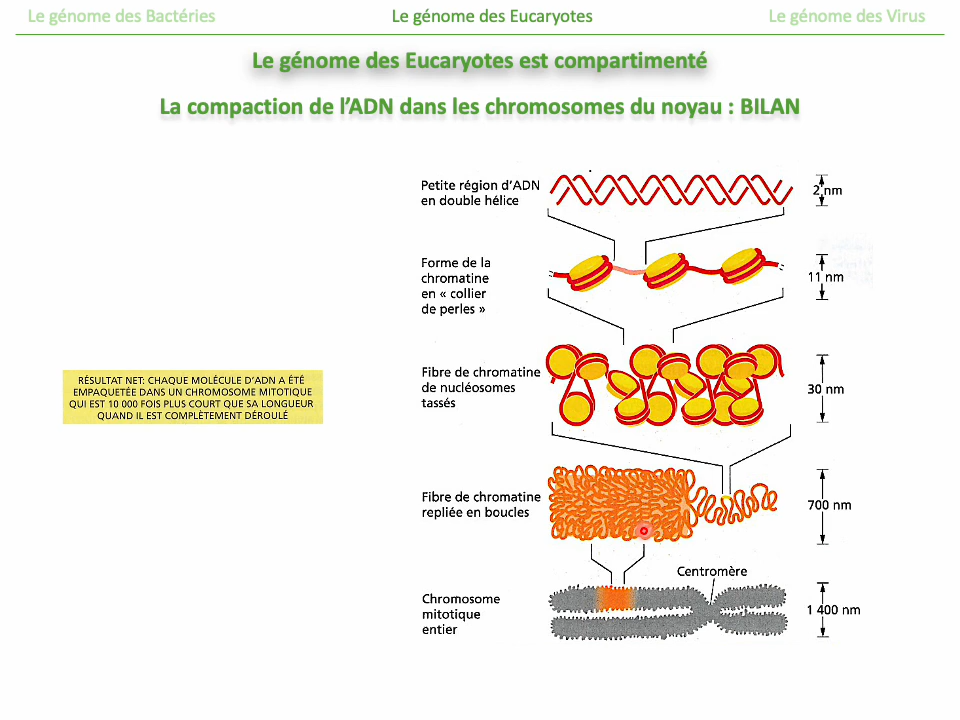 Le génome des Bactéries
Le génome des Eucaryotes
Le génome des Virus
Le génome des Eucaryotes est compartimenté
La compaction de l’ADN dans les chromosomes du noyau : BILAN
Petite région d’ADN
en double hélice
2 nm
Forme de la
chromatine
en « collier
de perles »
11 nm
Fibre de chromatine
de nucléosomes
tassés
30 nm
RÉSULTAT NET: CHAQUE MOLÉCULE D’ADN A ÉTÉ
EMPAQUETÉE DANS UN CHROMOSOME MITOTIQUE
QUI EST 10 000 FOIS PLUS COURT QUE SA LONGUEUR
QUAND IL EST COMPLÈTEMENT DÉROULÉ
Fibre de chromatine
repliée en boucles
700 nm
Centromère
Chromosome
mitotique
entier
1 400 nm